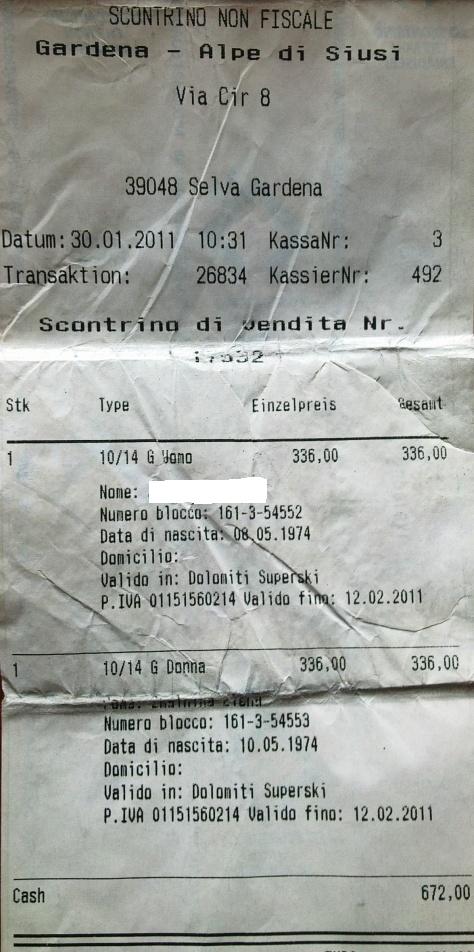 SCONTRINO NON FISCALE
Gardena - Alpe di Siusi
Via Cir 8
39048 Selva Gardena
Datum: 30.01.2011 10:31 KassaNr: 3
Transaktion: 26834 KassierNr: 492
Scontrino di vendita Nr.
Stk Type Einzelpreis Gesamt
1 10/14 G Uomo 336,00 336,00
Nome:
Numero blocco: 161-3-54552
Data di nascita: 08.05.1974
Domicilio:
Valido in: Dolomiti Superski
P.IVA 01151560214 Valido fino: 12.02.2011
1 10/14 G Donna 336,00 336,00
Numero blocco: 161-3-54553
Data di nascita: 10.05.1974
Domicilio:
Valido in: Dolomiti Superski
P.IVA 01151560214 Valido fino: 12.02.2011
Cash 672,00